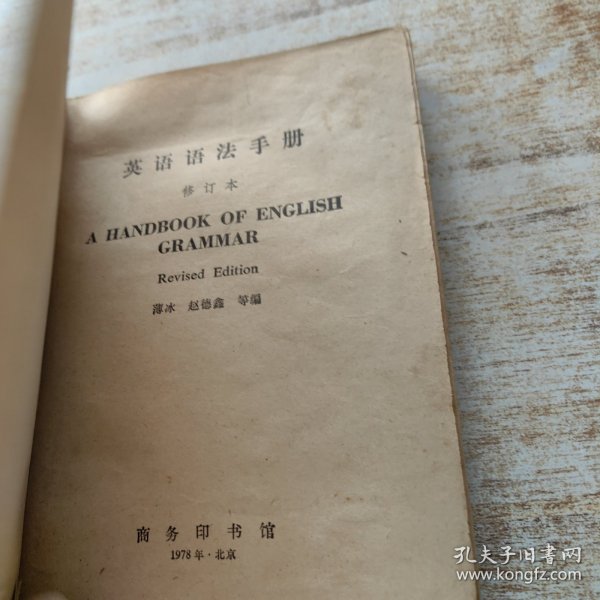 英语语法手册
修订本
A HANDBOOK OF ENGLISH
GRAMMAR
Revised Edition
薄冰 赵德鑫 等编
商务印书馆
1978年·北京
孔夫子旧书网
www.kongfz.com